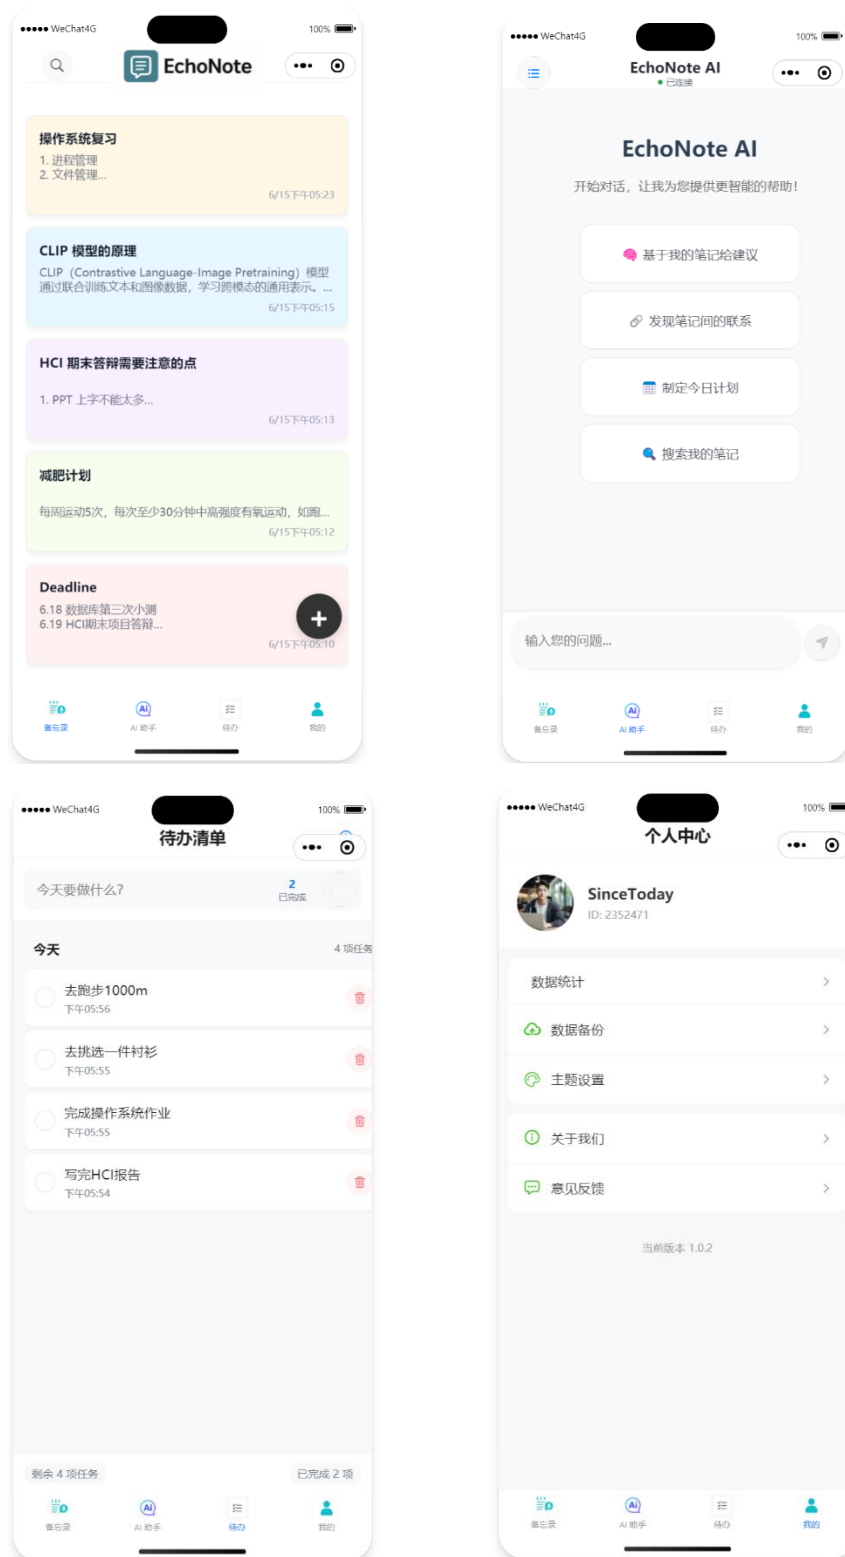 WeChat4G
100%
EchoNote
操作系统复习
1. 进程管理
2. 文件管理...
6/15下午05:23
CLIP 模型的原理
CLIP（Contrastive Language-Image Pretraining）模型
通过联合训练文本和图像数据，学习跨模态的通用表示。...
6/15下午05:15
HCI 期末答辩需要注意的点
1. PPT 上字不能太多...
6/15下午05:13
减肥计划
每周运动5次，每次至少30分钟中高强度有氧运动，如跑...
6/15下午05:12
Deadline
6.18 数据库第三次小测
6.19 HCI期末项目答辩...
6/15下午05:10
备忘录
AI 助手
待办
我的
WeChat4G
100%
EchoNote AI
已连接
EchoNote AI
开始对话，让我为您提供更智能的帮助!
基于我的笔记给建议
发现笔记间的联系
制定今日计划
搜索我的笔记
输入您的问题...
备忘录
AI 助手
待办
我的
WeChat4G
100%
待办清单
今天要做什么?
2
已完成
今天
4 项任务
去跑步1000m
下午05:56
去挑选一件衬衫
下午05:55
完成操作系统作业
下午05:55
写完HCI报告
下午05:54
剩余 4 项任务
已完成 2 项
备忘录
AI 助手
待办
我的
WeChat4G
100%
个人中心
SinceToday
ID: 2352471
数据统计
数据备份
主题设置
关于我们
意见反馈
当前版本 1.0.2
备忘录
AI 助手
待办
我的